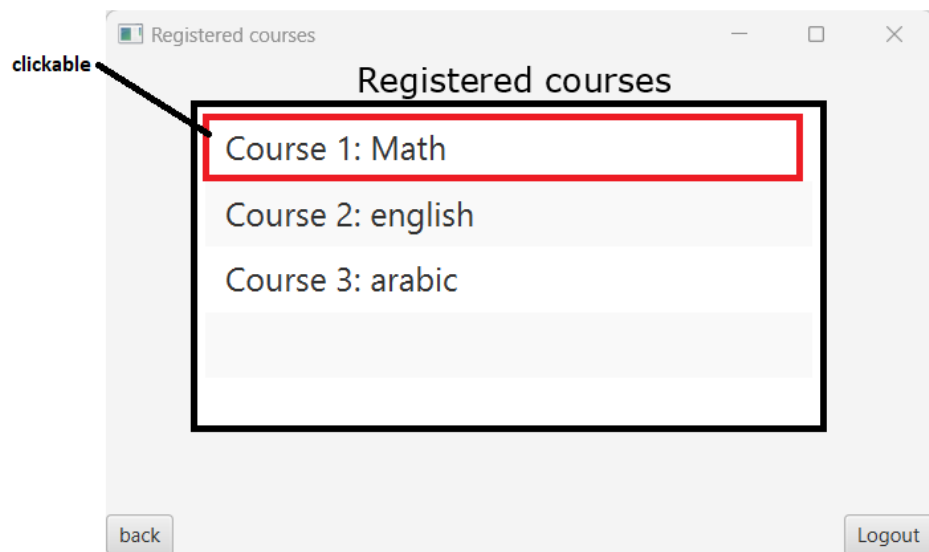 Registered courses
clickable
Registered courses
Course 1: Math
Course 2: english
Course 3: arabic
back
Logout